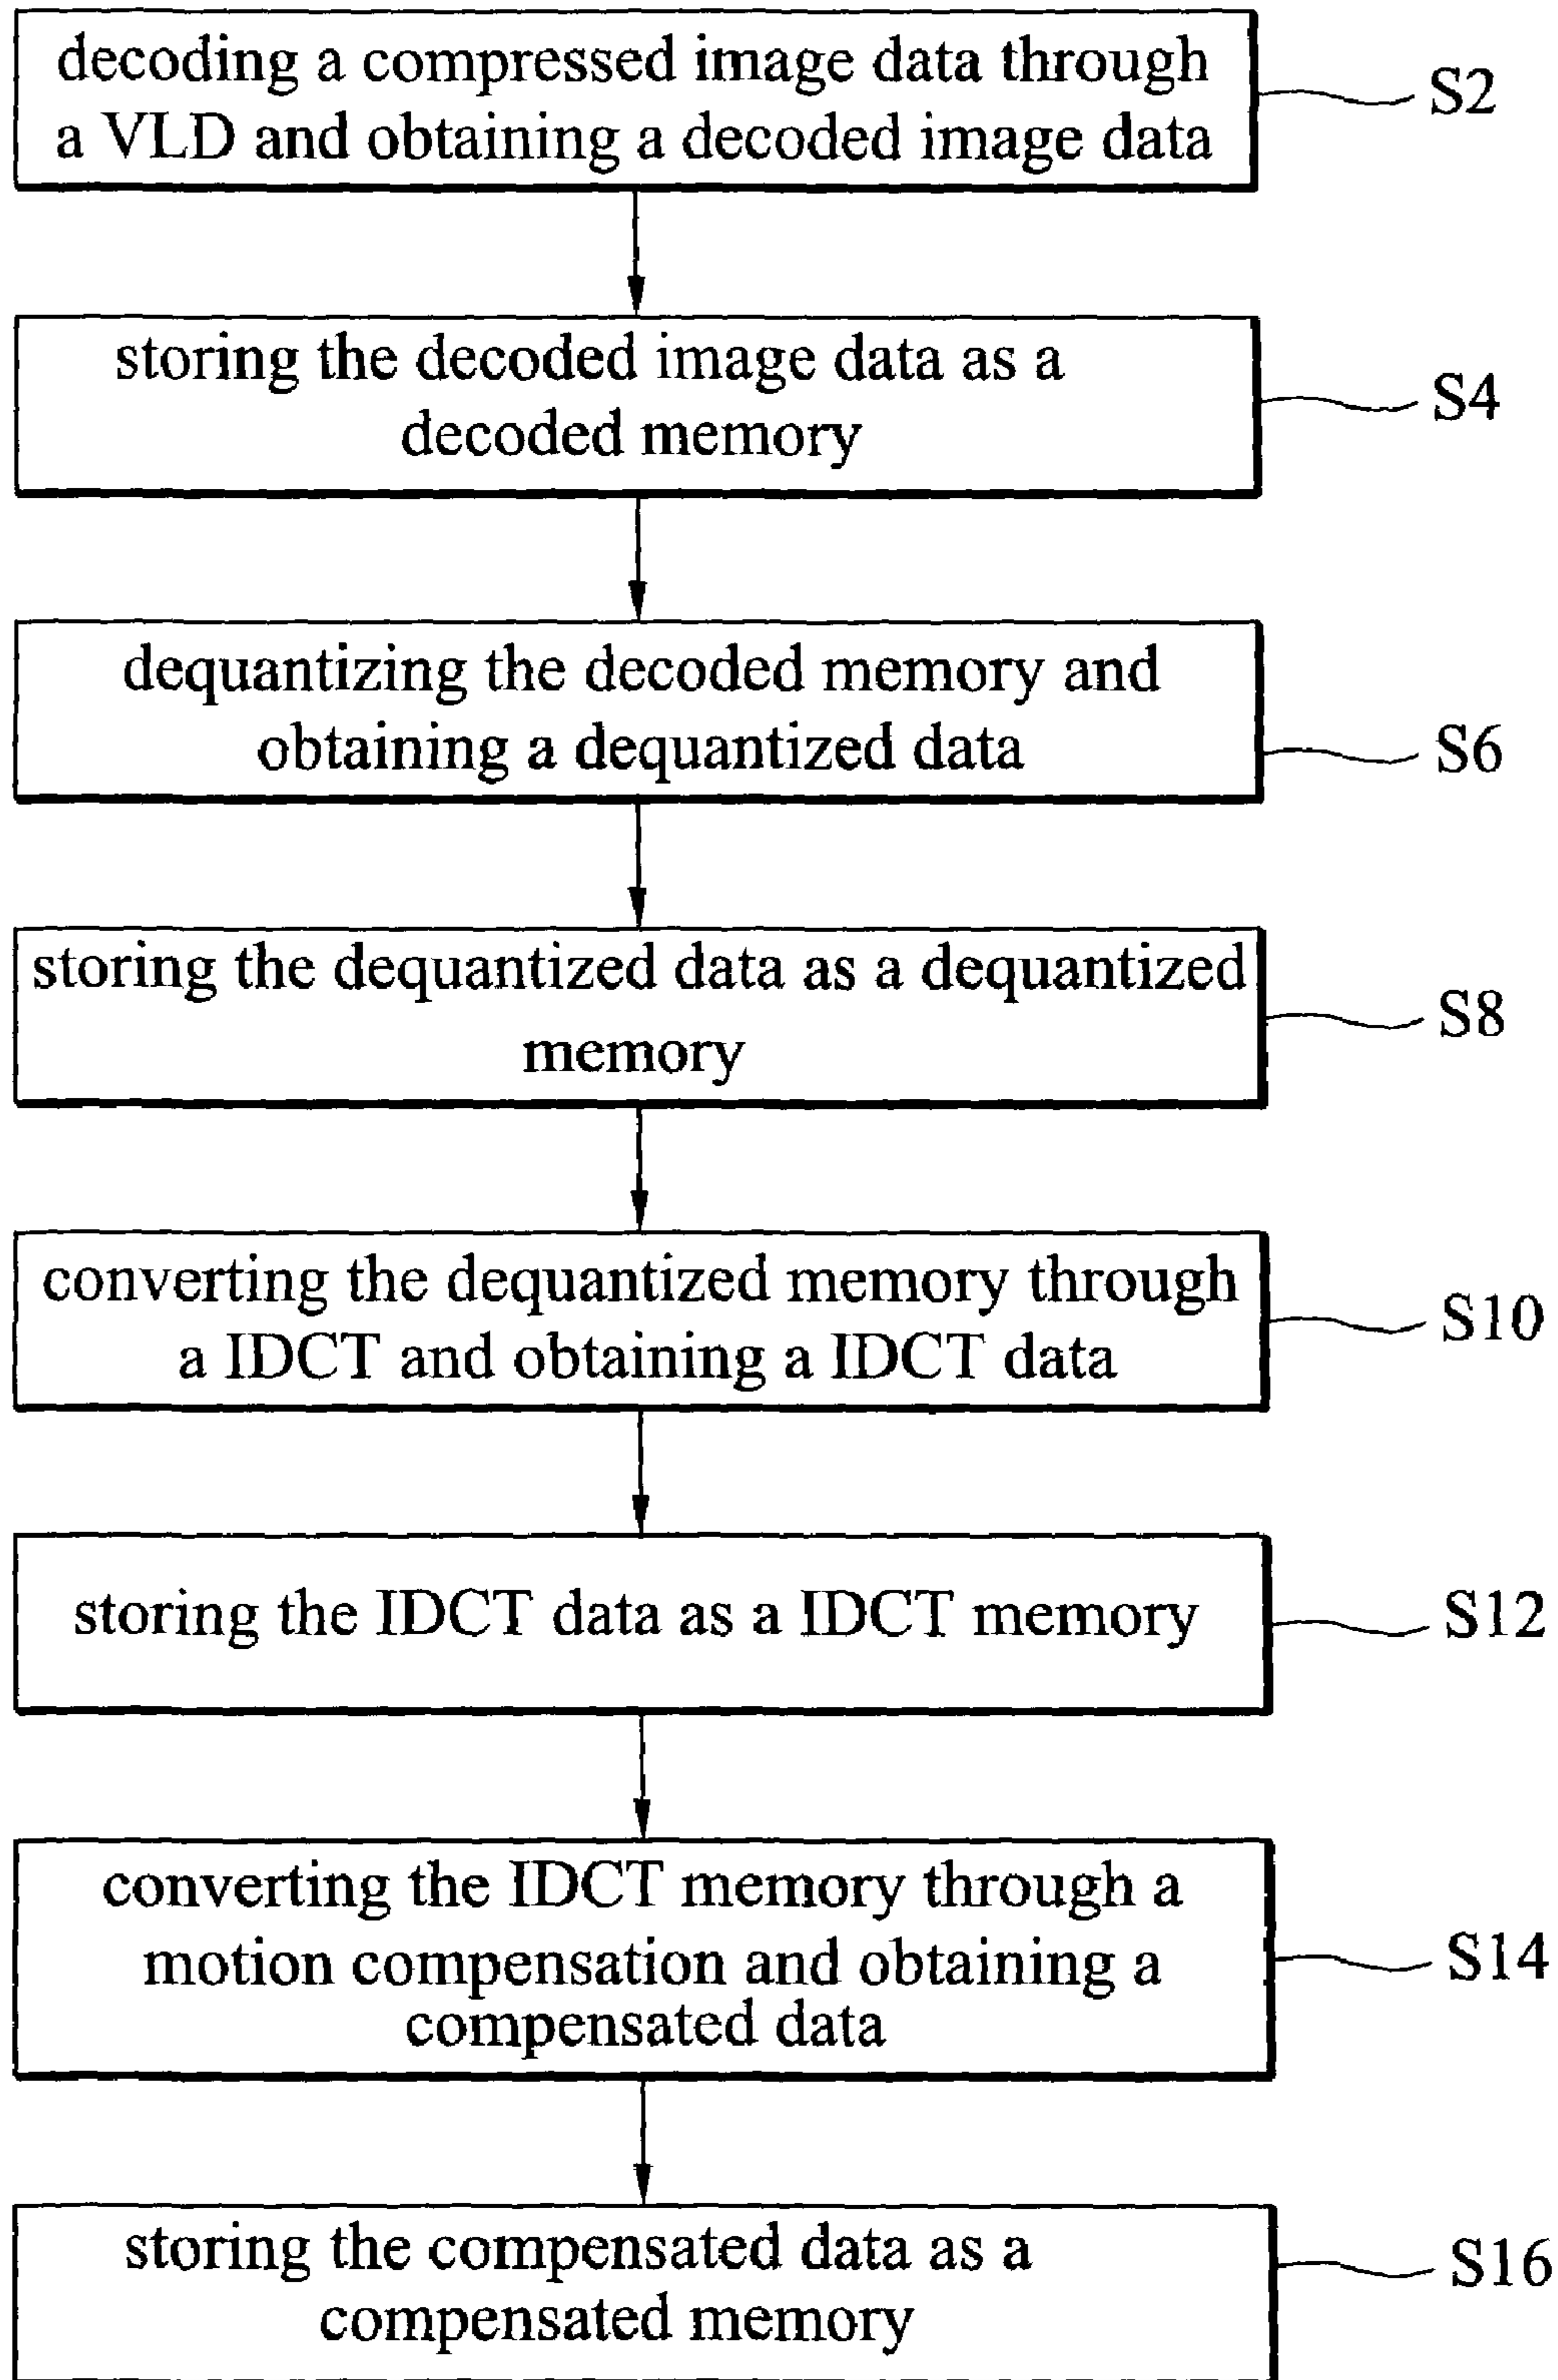 decoding a compressed image data through
a VLD and obtaining a decoded image data
S2
storing the decoded image data as a
decoded memory
S4
dequantizing the decoded memory and
obtaining a dequantized data
S6
storing the dequantized data as a dequantized
memory
S8
converting the dequantized memory through
a IDCT and obtaining a IDCT data
S10
storing the IDCT data as a IDCT memory
S12
converting the IDCT memory through a
motion compensation and obtaining a
compensated data
S14
storing the compensated data as a
compensated memory
S16